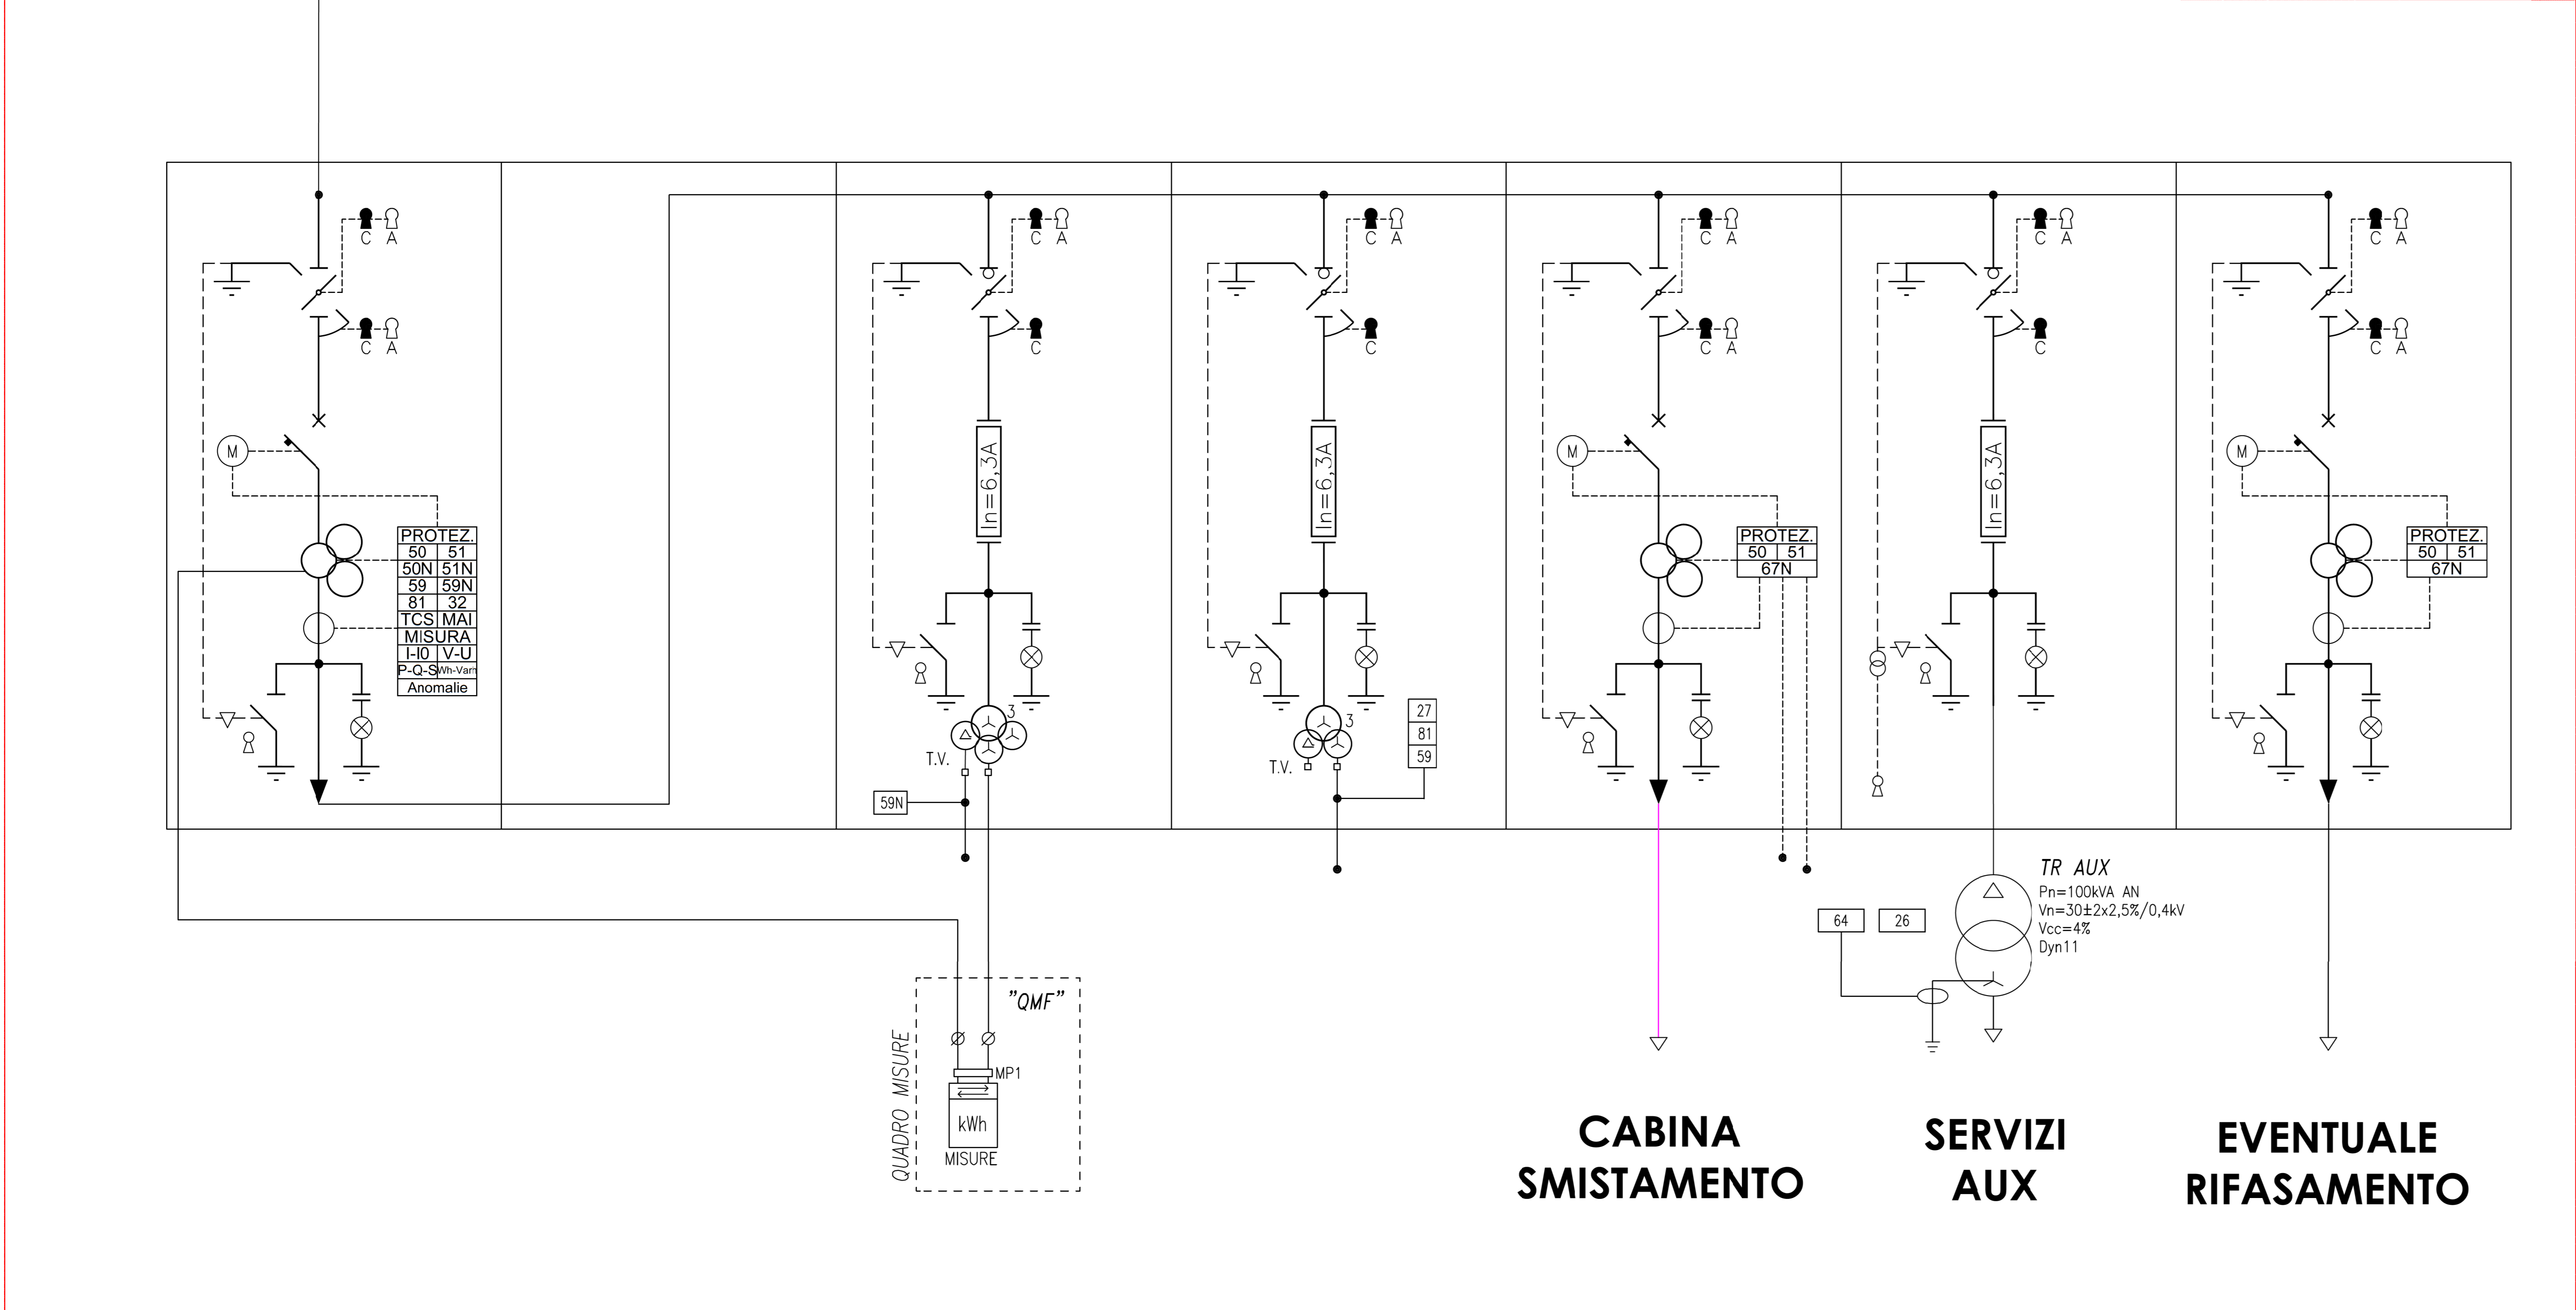 C A
C A
M
PROTEZ.
50 51
50N 51N
59 59N
81 32
TCS MAI
MISURA
I-I0 V-U
P-Q-S Wh-Varh
Anomalie
C A
C
In=6,3A
3
T.V.
59N
C A
C
In=6,3A
3
T.V.
27
81
59
C A
C A
M
PROTEZ.
50 51
67N
C A
C
In=6,3A
C A
C A
M
PROTEZ.
50 51
67N
64 26
TR AUX
Pn=100kVA AN
Vn=30±2x2,5%/0,4kV
Vcc=4%
Dyn11
QUADRO MISURE
"QMF"
MP1
kWh
MISURE
CABINA
SMISTAMENTO
SERVIZI
AUX
EVENTUALE
RIFASAMENTO